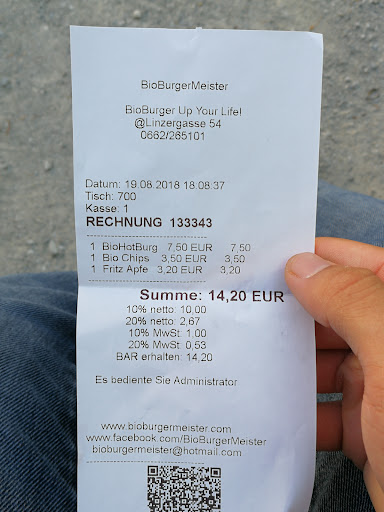 BioBurgerMeister
BioBurger Up Your Life!
@Linzergasse 54
0662/265101
Datum: 19.08.2018 18:08:37
Tisch: 700
Kasse: 1
RECHNUNG 133343
1 BioHotBurg 7,50 EUR 7,50
1 Bio Chips 3,50 EUR 3,50
1 Fritz Apfe 3,20 EUR 3,20
Summe: 14,20 EUR
10% netto: 10,00
20% netto: 2,67
10% MwSt: 1,00
20% MwSt: 0,53
BAR erhalten: 14,20
Es bediente Sie Administrator
www.bioburgermeister.com
www.facebook.com/BioBurgerMeister
bioburgermeister@hotmail.com